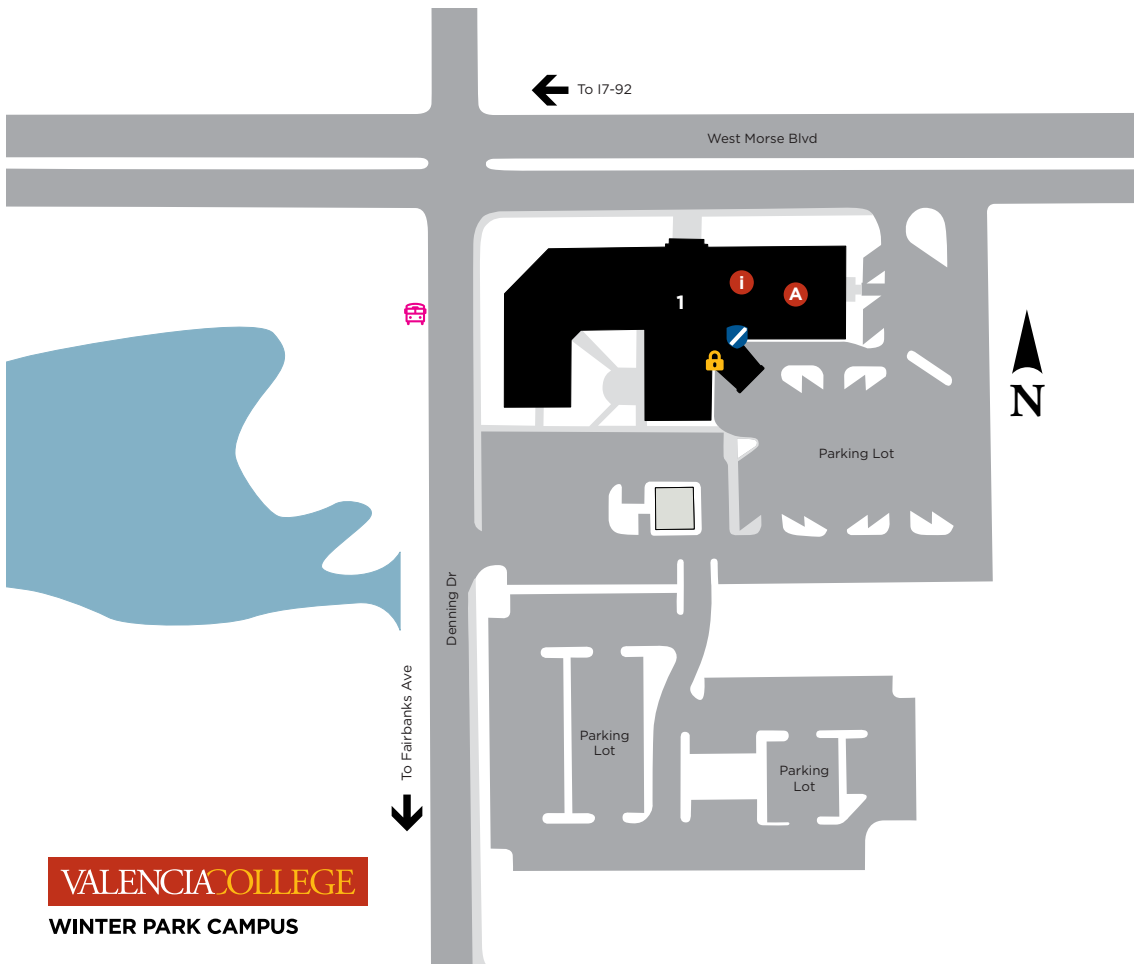 To I7-92
West Morse Blvd
i
A
1
N
Parking Lot
Denning Dr
To Fairbanks Ave
Parking
Lot
Parking
Lot
VALENCIACOLLEGE
WINTER PARK CAMPUS